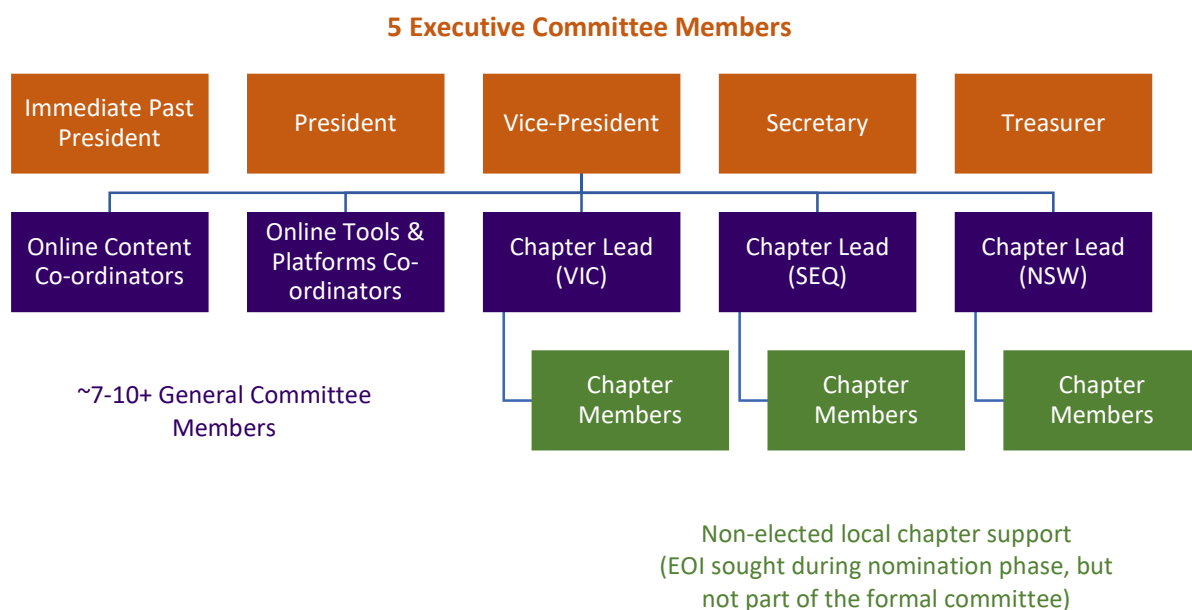 5 Executive Committee Members
Immediate Past
President
President
Vice-President
Secretary
Treasurer
Online Content
Co-ordinators
Online Tools &
Platforms Co-
ordinators
Chapter Lead
(VIC)
Chapter Lead
(SEQ)
Chapter Lead
(NSW)
~7-10+ General Committee
Members
Chapter
Members
Chapter
Members
Chapter
Members
Non-elected local chapter support
(EOI sought during nomination phase, but
not part of the formal committee)